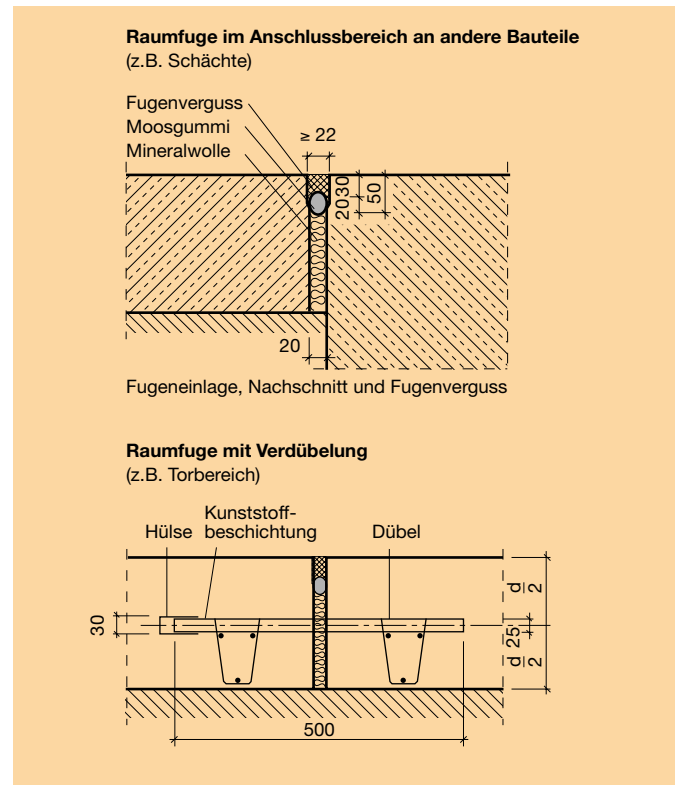 Raumfuge im Anschlussbereich an andere Bauteile
(z.B. Schächte)
Fugenverguss
Moosgummi
Mineralwolle
≥ 22
30
20
50
20
Fugeneinlage, Nachschnitt und Fugenverguss
Raumfuge mit Verdübelung
(z.B. Torbereich)
Kunststoff-
Hülse beschichtung Dübel
d
2
30
25
d
2
500